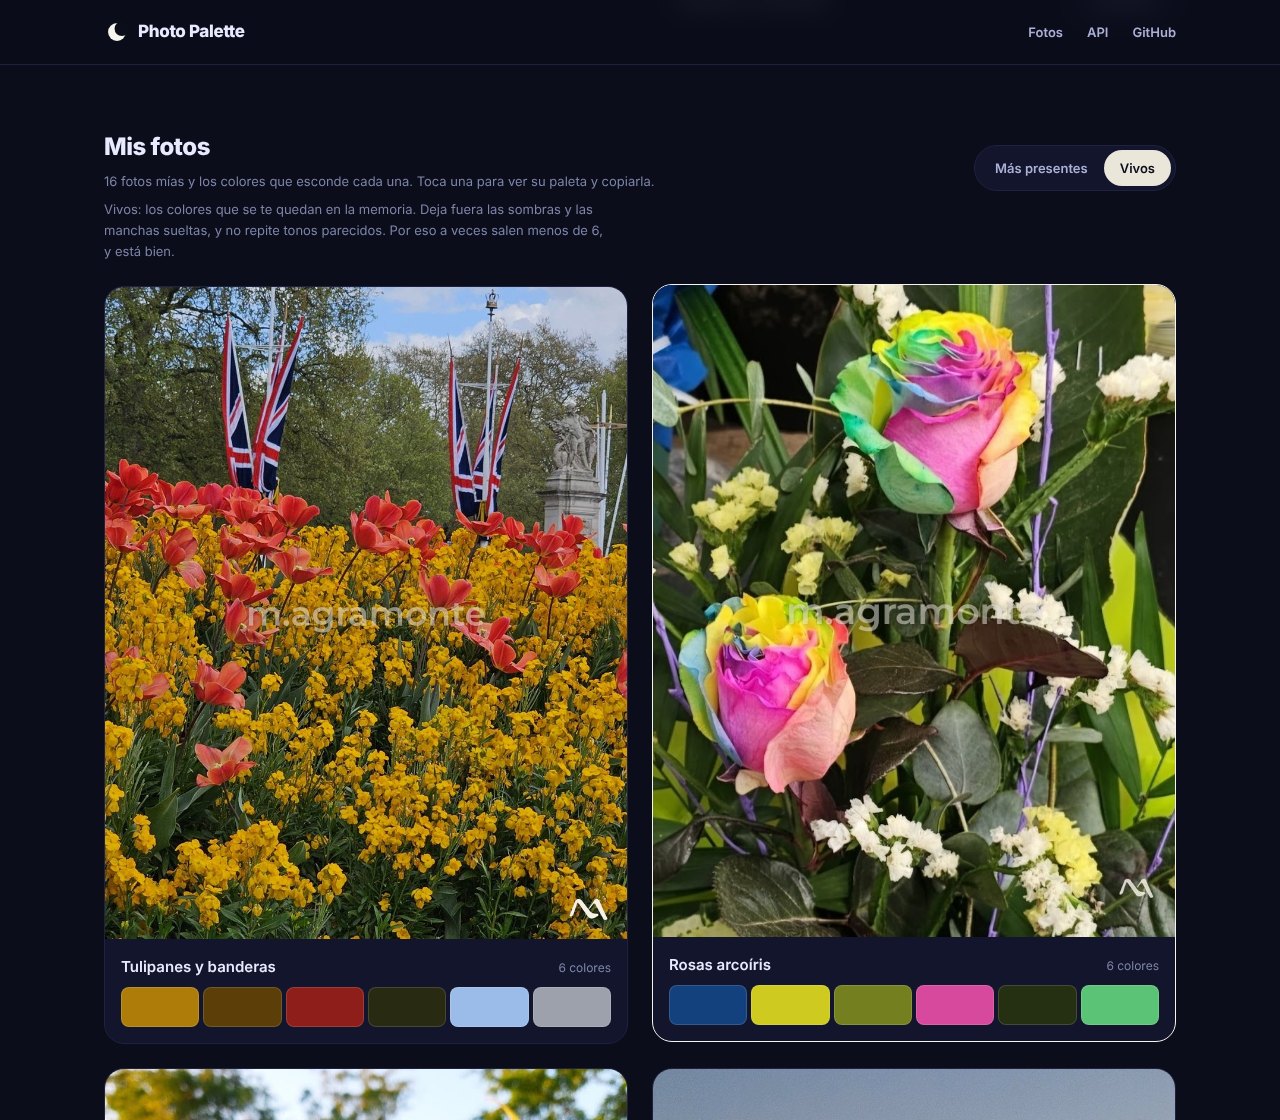 Photo Palette
Fotos
API
GitHub
Mis fotos
16 fotos mías y los colores que esconde cada una. Toca una para ver su paleta y copiarla.
Más presentes
Vivos
Vivos: los colores que se te quedan en la memoria. Deja fuera las sombras y las
manchas sueltas, y no repite tonos parecidos. Por eso a veces salen menos de 6,
y está bien.
m.agramonte
m.agramonte
Tulipanes y banderas
6 colores
Rosas arcoíris
6 colores